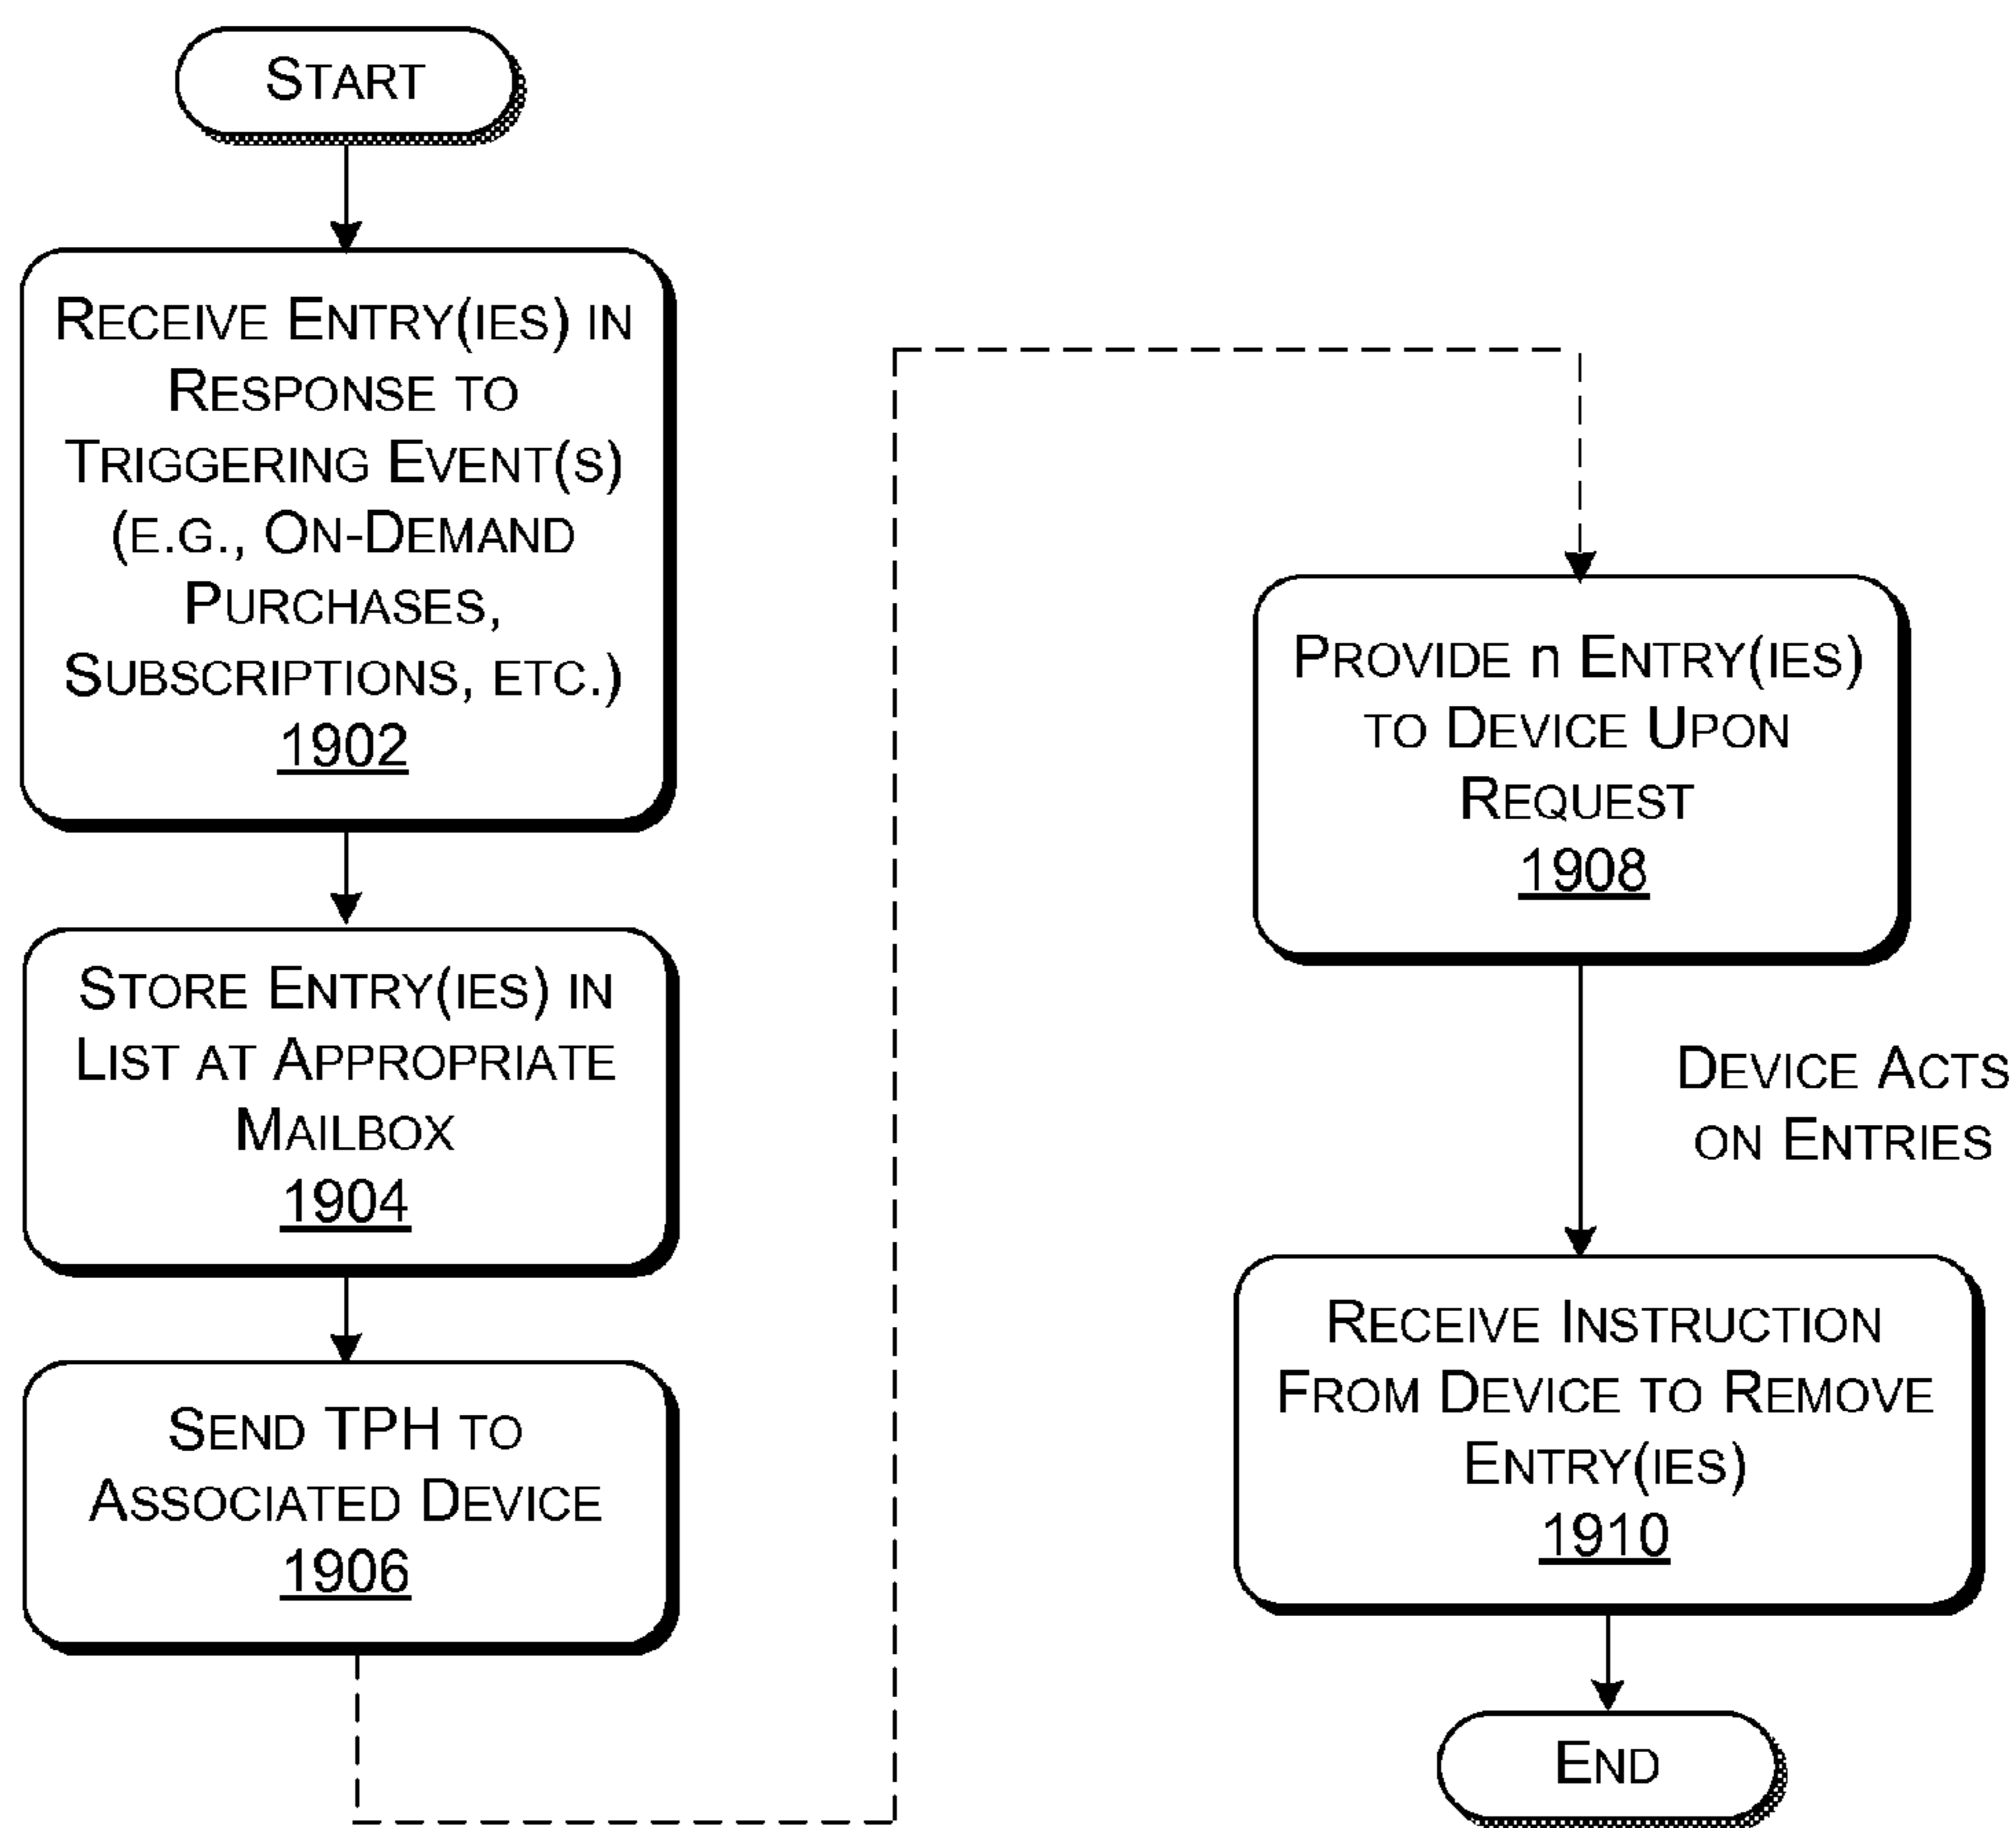 START
RECEIVE ENTRY(IES) IN
RESPONSE TO
TRIGGERING EVENT(S)
(E.G., ON-DEMAND
PURCHASES,
SUBSCRIPTIONS, ETC.)
1902
STORE ENTRY(IES) IN
LIST AT APPROPRIATE
MAILBOX
1904
SEND TPH TO
ASSOCIATED DEVICE
1906
PROVIDE n ENTRY(IES)
TO DEVICE UPON
REQUEST
1908
DEVICE ACTS
ON ENTRIES
RECEIVE INSTRUCTION
FROM DEVICE TO REMOVE
ENTRY(IES)
1910
END